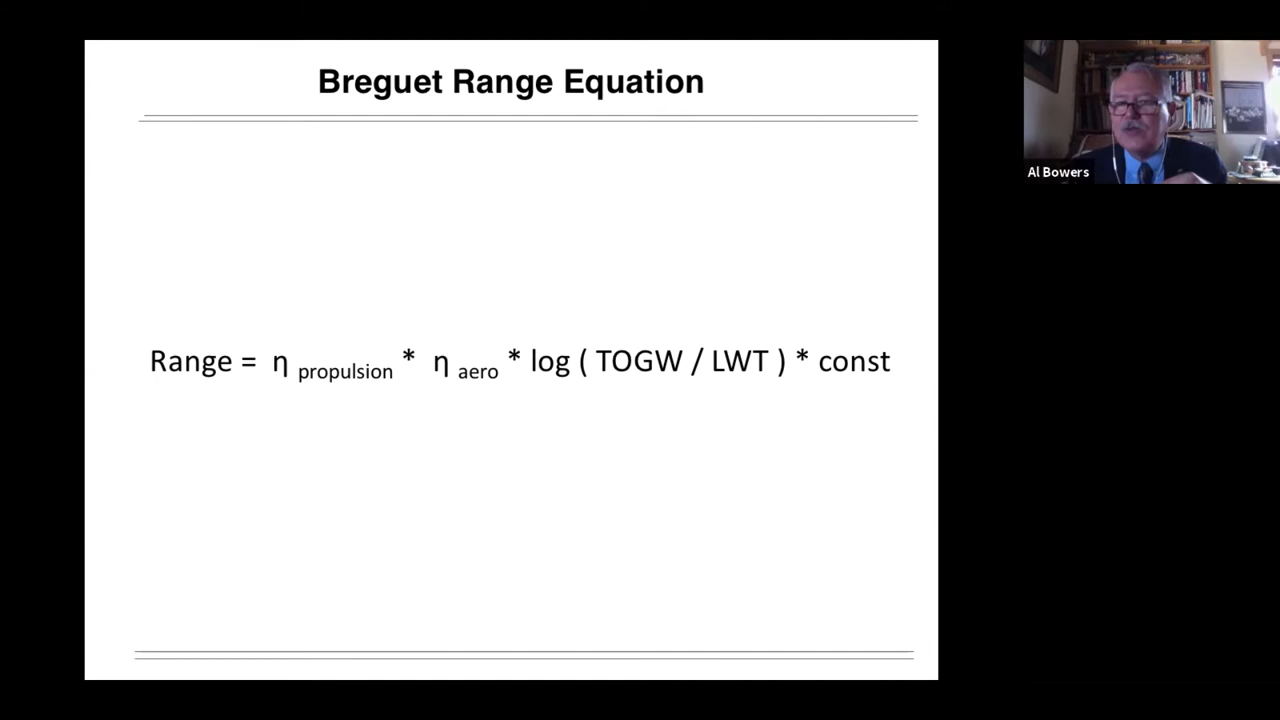 Breguet Range Equation
Range = η propulsion * η aero * log ( TOGW / LWT ) * const
Al Bowers